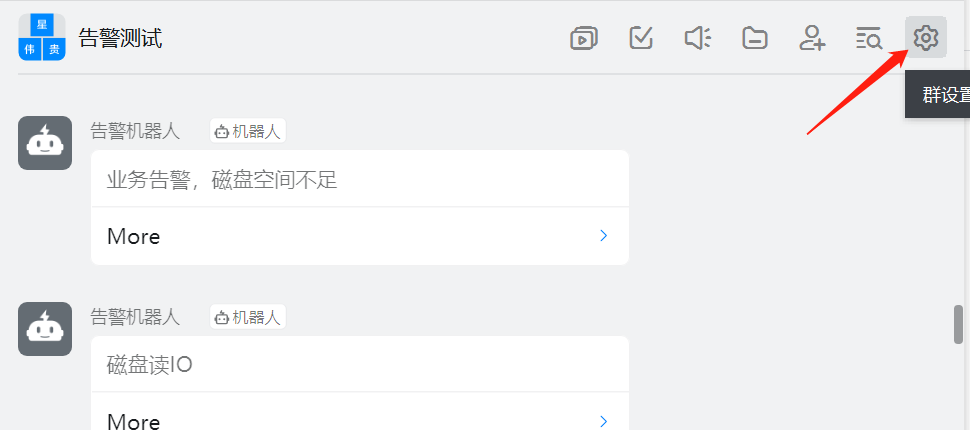 星
伟 贵
告警测试
群设置
告警机器人 机器人
业务告警，磁盘空间不足
More
告警机器人 机器人
磁盘读IO
More